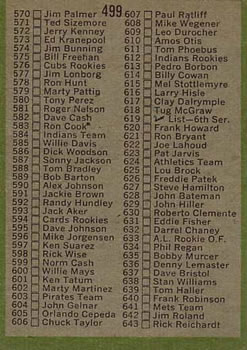 499
570 Jim Palmer
571 Ted Sizemore
572 Jerry Kenney
573 Ed Kranepool
574 Jim Bunning
575 Bill Freehan
576 Cubs Rookies
577 Jim Lonborg
578 Ron Hunt
579 Marty Pattig
580 Tony Perez
581 Roger Nelson
582 Dave Cash
583 Ron Cook
584 Indians Team
585 Willie Davis
586 Dick Woodson
587 Sonny Jackson
588 Tom Bradley
589 Bob Barton
590 Alex Johnson
591 Jackie Brown
592 Randy Hundley
593 Jack Aker
594 Cards Rookies
595 Dave Johnson
596 Mike Jorgensen
597 Ken Suarez
598 Rick Wise
599 Norm Cash
600 Willie Mays
601 Ken Tatum
602 Marty Martinez
603 Pirates Team
604 John Gelnar
605 Orlando Cepeda
606 Chuck Taylor
607 Paul Ratliff
608 Mike Wegener
609 Leo Durocher
610 Amos Otis
611 Tom Phoebus
612 Indians Rookies
613 Pedro Borbon
614 Billy Cowan
615 Mel Stottlemyre
616 Larry Hisle
617 Clay Dalrymple
618 Tug McGraw
619 List—6th Ser.
620 Frank Howard
621 Ron Bryant
622 Joe Lahoud
623 Pat Jarvis
624 Athletics Team
625 Lou Brock
626 Freddie Patek
627 Steve Hamilton
628 John Bateman
629 John Hiller
630 Roberto Clemente
631 Eddie Fisher
632 Darrel Chaney
633 A.L. Rookie O.F.
634 Phil Regan
635 Bobby Murcer
636 Denny Lemaster
637 Dave Bristol
638 Stan Williams
639 Tom Haller
640 Frank Robinson
641 Mets Team
642 Jim Roland
643 Rick Reichardt